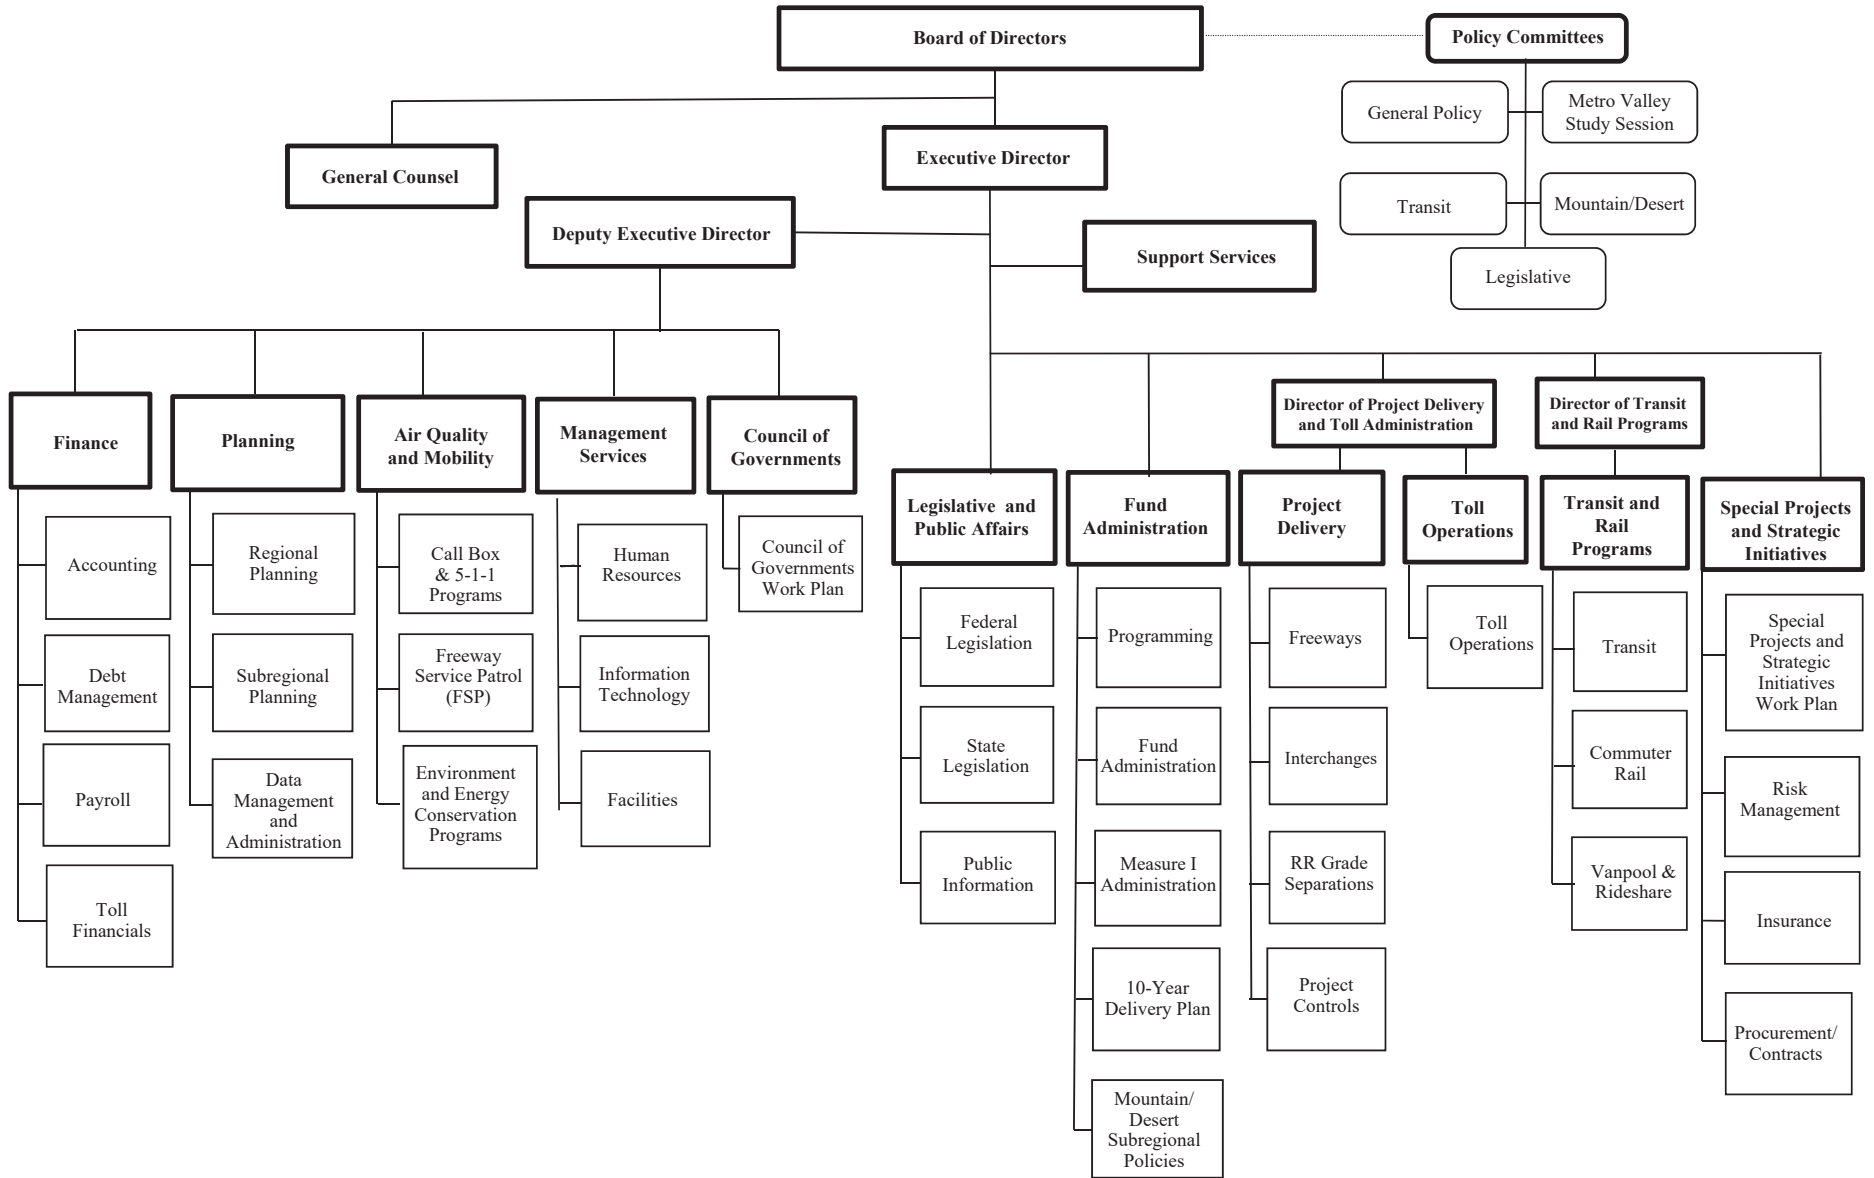 Board of Directors
Policy Committees
General Policy
Metro Valley
Study Session
Transit
Mountain/Desert
Legislative
General Counsel
Executive Director
Deputy Executive Director
Support Services
Finance
Accounting
Debt
Management
Payroll
Toll
Financials
Planning
Regional
Planning
Subregional
Planning
Data
Management
and
Administration
Air Quality
and Mobility
Call Box
& 5-1-1
Programs
Freeway
Service Patrol
(FSP)
Environment
and Energy
Conservation
Programs
Management
Services
Human
Resources
Information
Technology
Facilities
Council of
Governments
Council of
Governments
Work Plan
Legislative and
Public Affairs
Federal
Legislation
State
Legislation
Public
Information
Fund
Administration
Programming
Fund
Administration
Measure I
Administration
10-Year
Delivery Plan
Mountain/
Desert
Subregional
Policies
Director of Project Delivery
and Toll Administration
Project
Delivery
Freeways
Interchanges
RR Grade
Separations
Project
Controls
Toll
Operations
Toll
Operations
Director of Transit
and Rail Programs
Transit and
Rail
Programs
Transit
Commuter
Rail
Vanpool &
Rideshare
Special Projects
and Strategic
Initiatives
Special
Projects and
Strategic
Initiatives
Work Plan
Risk
Management
Insurance
Procurement/
Contracts